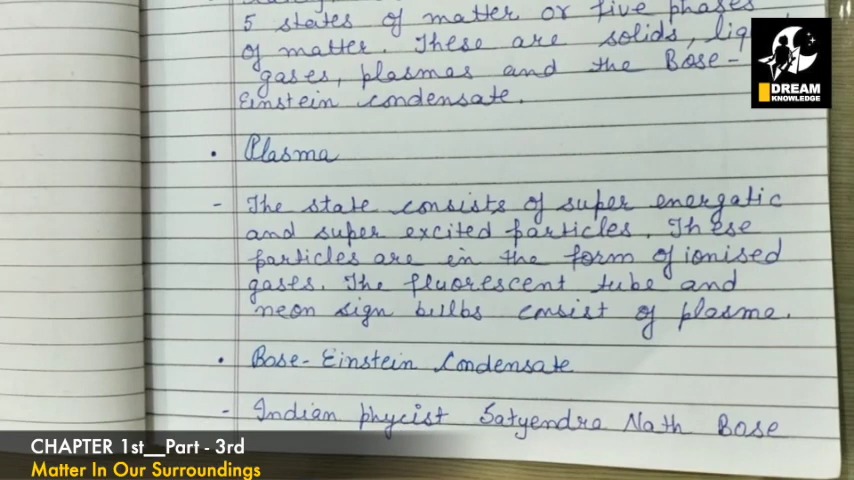 5 states of matter or five phases
of matter. These are solids, liq
gases, plasmas and the Bose-
Einstein condensate.
• Plasma
- The state consists of super energatic
and super excited particles. These
particles are in the form of ionised
gases. The fluorescent tube and
neon sign bulbs consist of plasma.
• Bose-Einstein Condensate
- Indian phycist Satyendra Nath Bose
DREAM
KNOWLEDGE
CHAPTER 1st__Part - 3rd
Matter In Our Surroundings